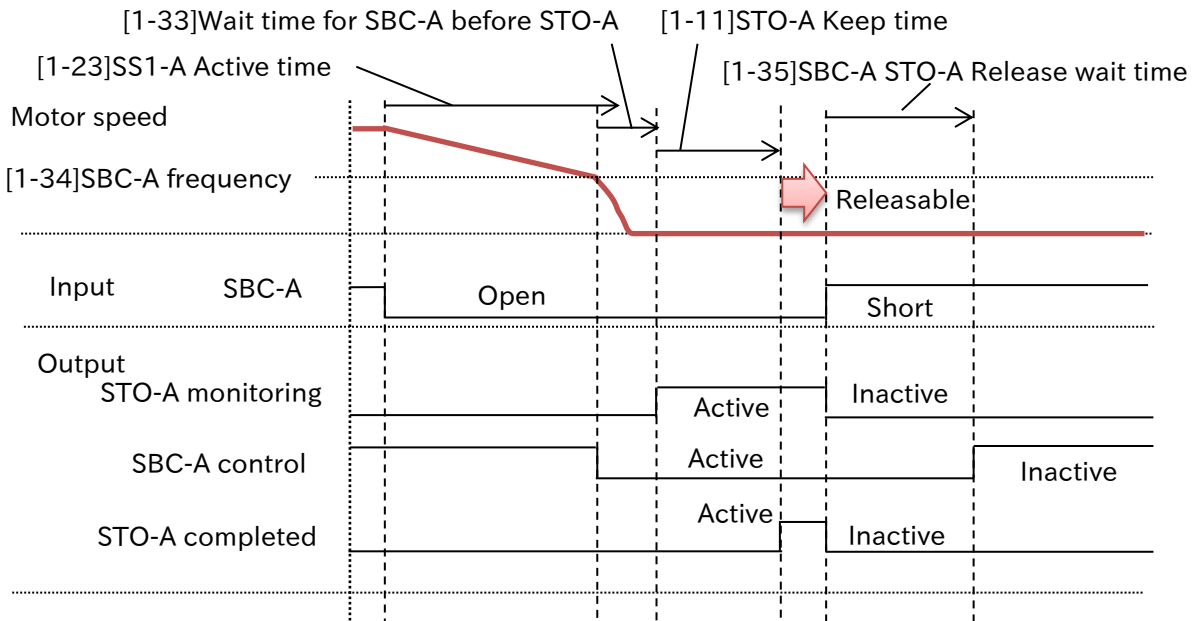 [1-33]Wait time for SBC-A before STO-A
[1-11]STO-A Keep time
[1-23]SS1-A Active time
[1-35]SBC-A STO-A Release wait time
Motor speed
[1-34]SBC-A frequency
Releasable
Input
SBC-A
Open
Short
Output
STO-A monitoring
Active
Inactive
SBC-A control
Active
Inactive
STO-A completed
Active
Inactive